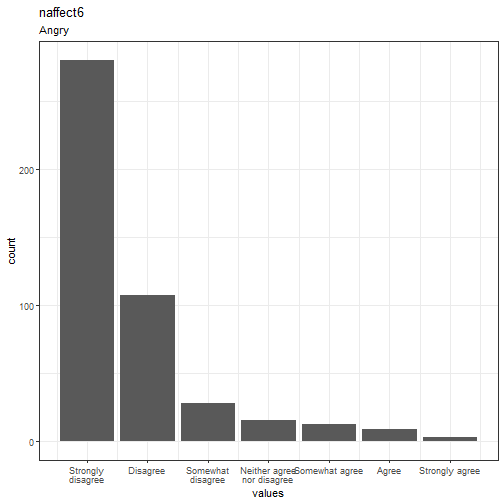 naffect6
Angry
count
200
100
0
Strongly disagree
Disagree
Somewhat disagree
Neither agree nor disagree
Somewhat agree
Agree
Strongly agree
values